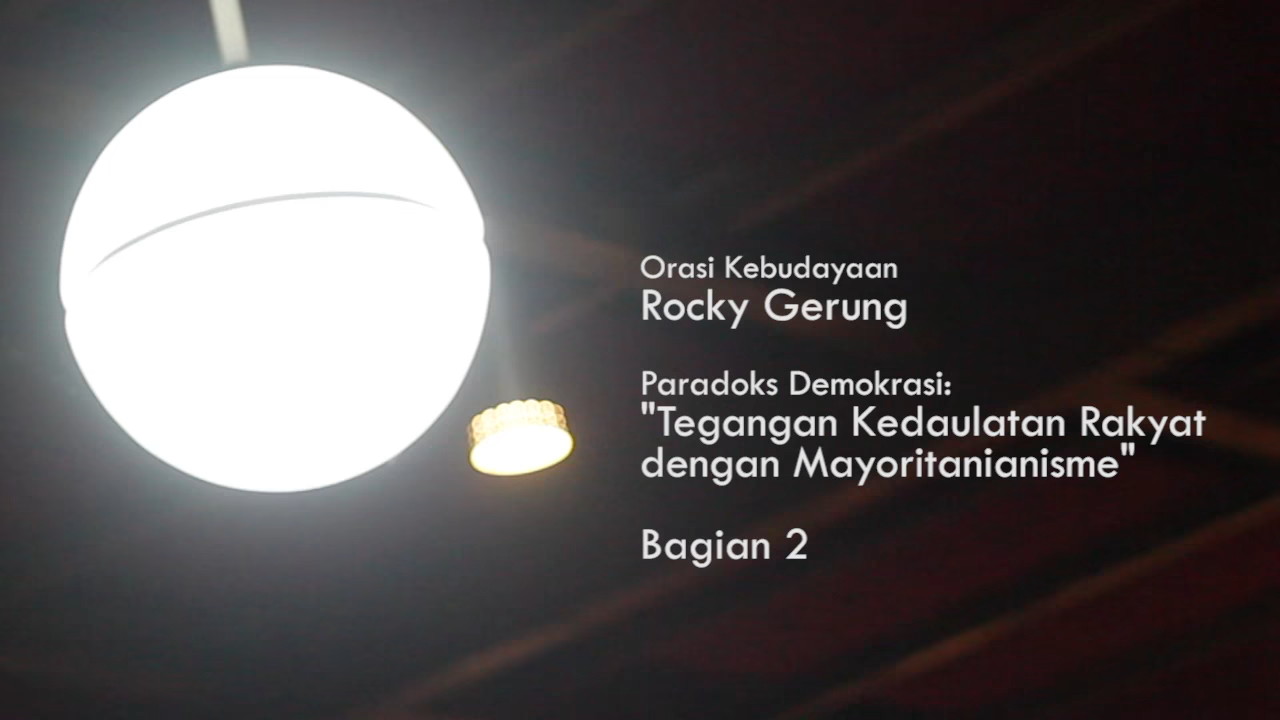 Orasi Kebudayaan
Rocky Gerung
Paradoks Demokrasi:
"Tegangan Kedaulatan Rakyat
dengan Mayoritanianisme"
Bagian 2